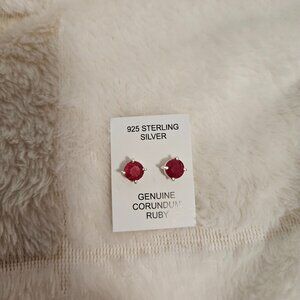 925 STERLING
SILVER
GENUINE
CORUNDUM
RUBY